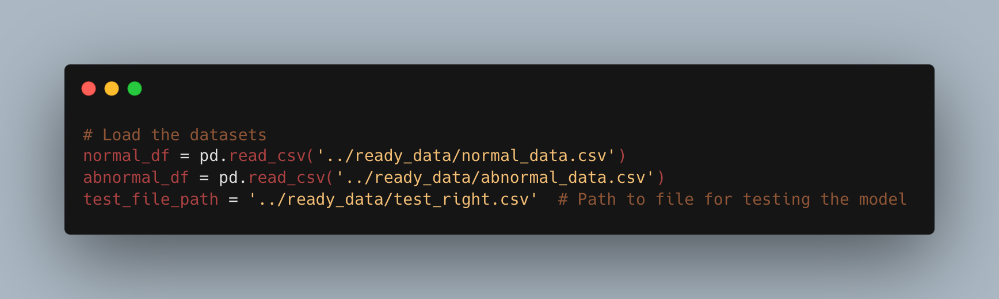 # Load the datasets
normal_df = pd.read_csv('../ready_data/normal_data.csv')
abnormal_df = pd.read_csv('../ready_data/abnormal_data.csv')
test_file_path = '../ready_data/test_right.csv'  # Path to file for testing the model